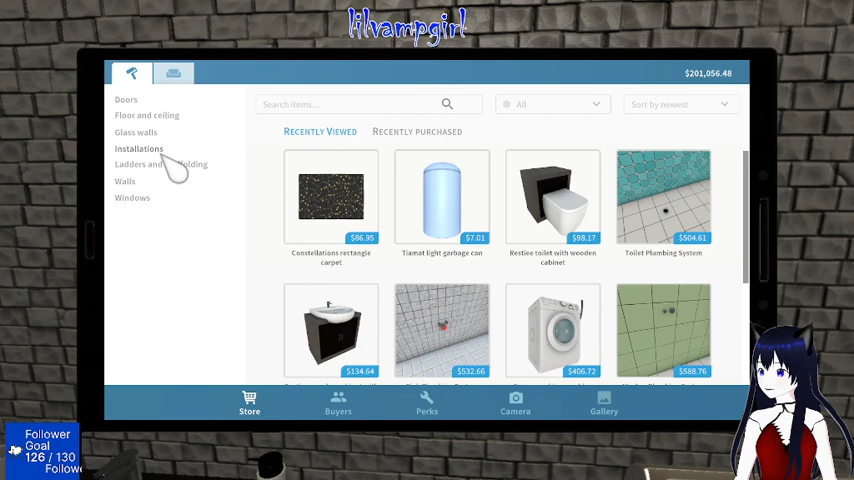 lilvampgirl
$201,056.48
Doors
Floor and ceiling
Glass walls
Installations
Ladders and folding
Walls
Windows
Search items...
All
Sort by newest
Recently Viewed
Recently purchased
$86.95
Constellations rectangle
carpet
$7.01
Tiamat light garbage can
$98.17
Restiee toilet with wooden
cabinet
$504.61
Toilet Plumbing System
$134.64
$532.66
$406.72
$588.76
Store
Buyers
Perks
Camera
Gallery
Follower
Goal
126 / 130
Followe